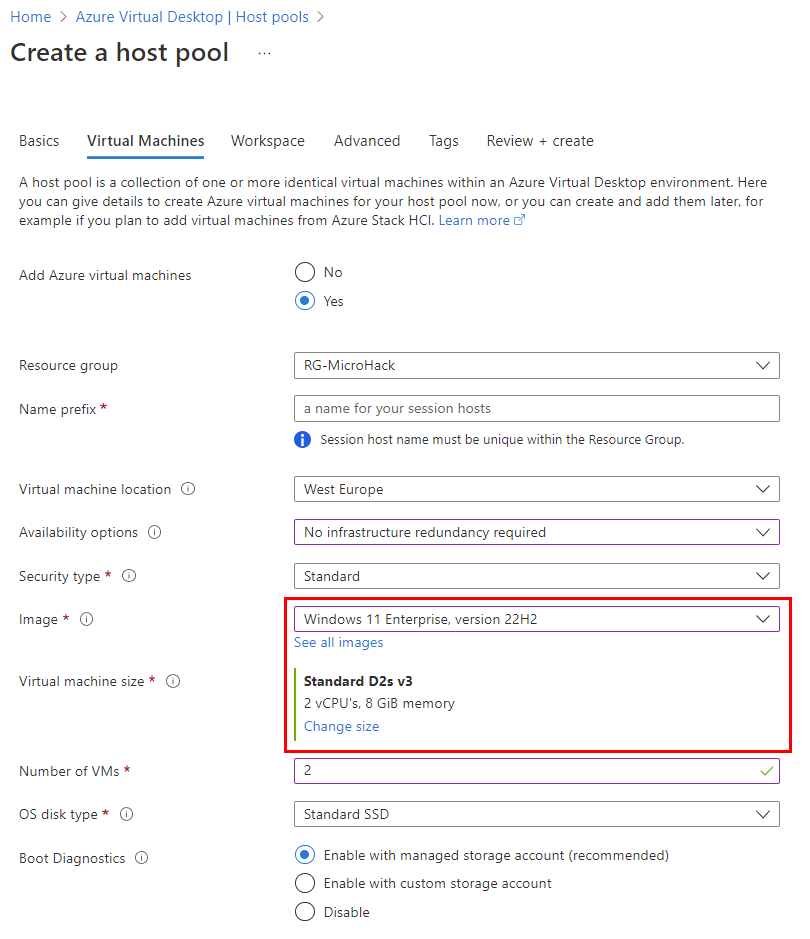 Home > Azure Virtual Desktop | Host pools >
Create a host pool ...
Basics Virtual Machines Workspace Advanced Tags Review + create
A host pool is a collection of one or more identical virtual machines within an Azure Virtual Desktop environment. Here
you can give details to create Azure virtual machines for your host pool now, or you can create and add them later, for
example if you plan to add virtual machines from Azure Stack HCI. Learn more
Add Azure virtual machines
No
Yes
Resource group
RG-MicroHack
Name prefix *
a name for your session hosts
Session host name must be unique within the Resource Group.
Virtual machine location
West Europe
Availability options
No infrastructure redundancy required
Security type *
Standard
Image *
Windows 11 Enterprise, version 22H2
See all images
Virtual machine size *
Standard D2s v3
2 vCPU's, 8 GiB memory
Change size
Number of VMs *
2
OS disk type *
Standard SSD
Boot Diagnostics
Enable with managed storage account (recommended)
Enable with custom storage account
Disable